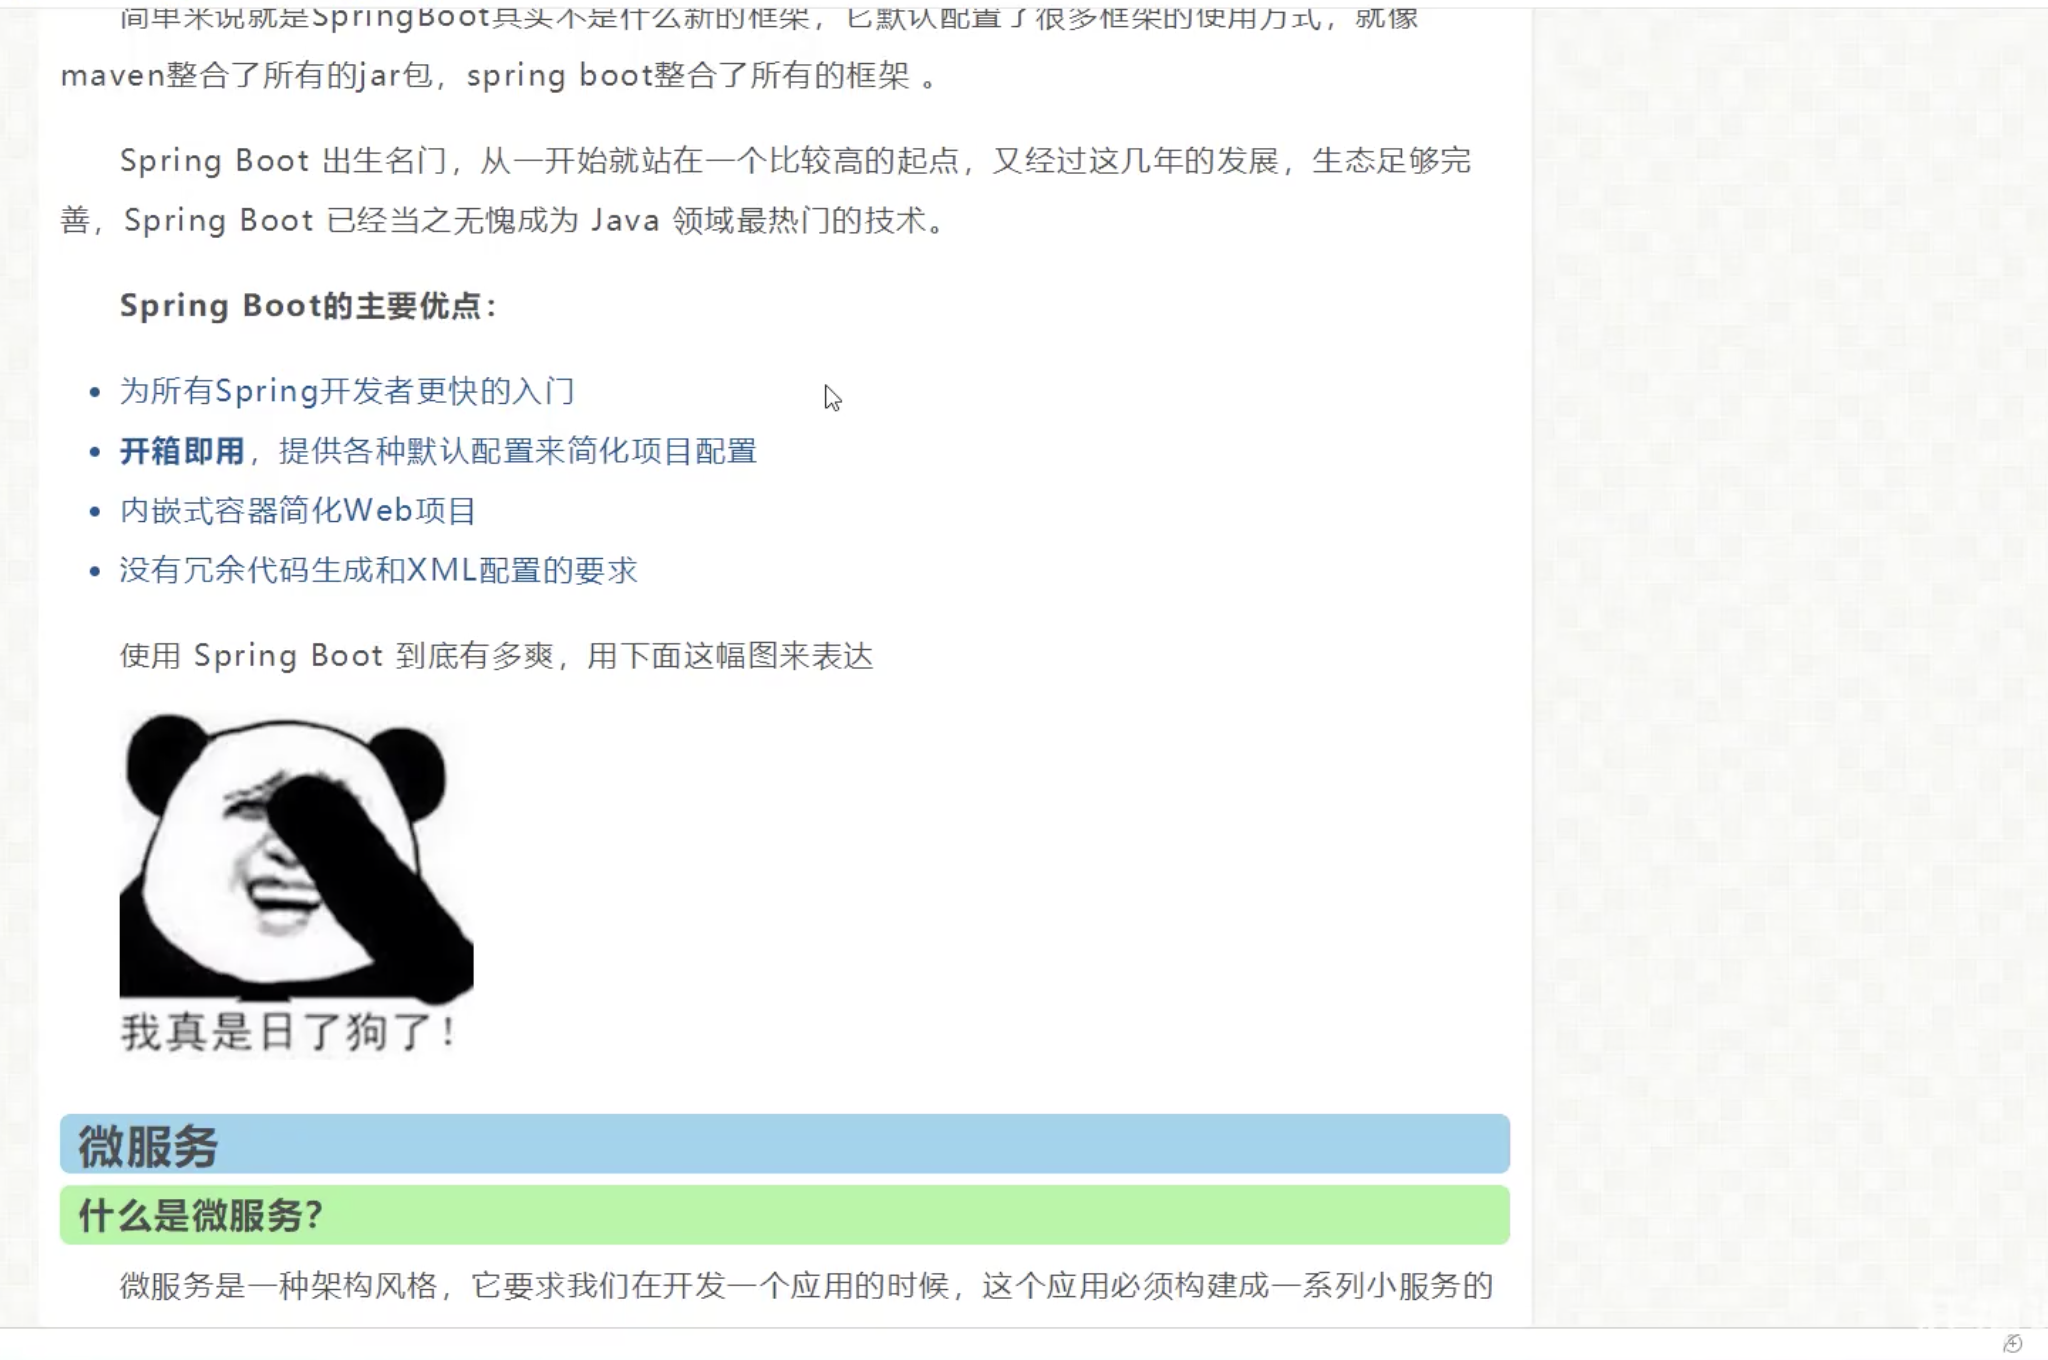 简单来说就是SpringBoot其实不是什么新的框架，它默认配置了很多框架的使用方式，就像
maven整合了所有的jar包，spring boot整合了所有的框架 。
Spring Boot 出生名门，从一开始就站在一个比较高的起点，又经过这几年的发展，生态足够完
善，Spring Boot 已经当之无愧成为 Java 领域最热门的技术。
Spring Boot的主要优点：
• 为所有Spring开发者更快的入门
• 开箱即用，提供各种默认配置来简化项目配置
• 内嵌式容器简化Web项目
• 没有冗余代码生成和XML配置的要求
使用 Spring Boot 到底有多爽，用下面这幅图来表达
我真是日了狗了！
微服务
什么是微服务？
微服务是一种架构风格，它要求我们在开发一个应用的时候，这个应用必须构建成一系列小服务的